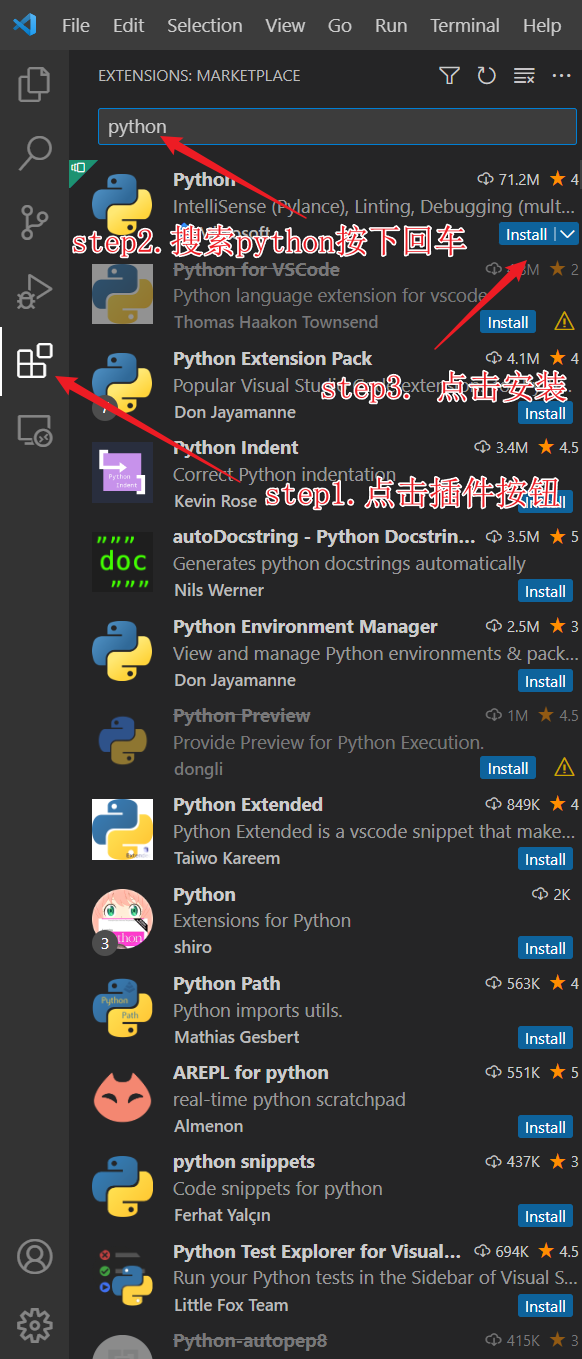 File Edit Selection View Go Run Terminal Help
EXTENSIONS: MARKETPLACE
python
Python 71.2M 4
IntelliSense (Pylance), Linting, Debugging (mult...
Install
step2.搜索python按下回车
Python for VSCode 2
Python language extension for vscode
Thomas Haakon Townsend Install
Python Extension Pack 4.1M 4
Popular Visual Studio
step3. 点击安装
7
Don Jayamanne Install
Python Indent 3.4M 4.5
Python Indent
Correct Python indentation
Kevin Rose Install
step1.点击插件按钮
autoDocstring - Python Docstrin... 3.5M 5
""" doc """
Generates python docstrings automatically
Nils Werner Install
Python Environment Manager 2.5M 3
View and manage Python environments & pack...
Don Jayamanne Install
Python Preview 1M 4.5
Provide Preview for Python Execution.
dongli Install
Python Extended 849K 4
Python Extended is a vscode snippet that make...
Taiwo Kareem Install
Python 2K
Extensions for Python
3
shiro Install
Python Path 563K 4
Python Path
Python imports utils.
Mathias Gesbert Install
AREPL for python 551K 5
real-time python scratchpad
Almenon Install
python snippets 437K 3
Code snippets for python
Ferhat Yalçın Install
Python Test Explorer for Visual... 694K 4.5
Run your Python tests in the Sidebar of Visual S...
Little Fox Team Install
Python-autopep8 415K 3